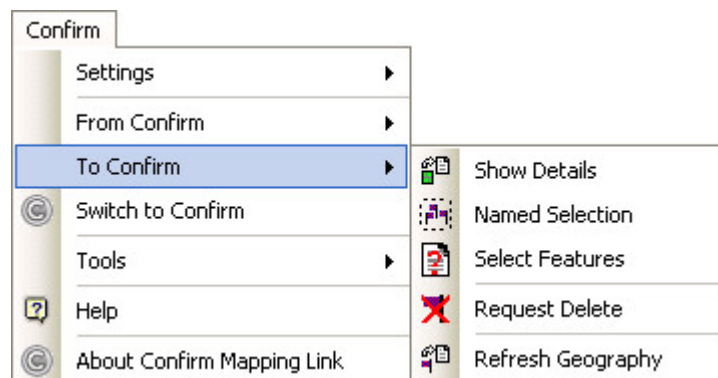 Confirm
Settings
From Confirm
To Confirm
Switch to Confirm
Tools
Help
About Confirm Mapping Link
Show Details
Named Selection
Select Features
Request Delete
Refresh Geography